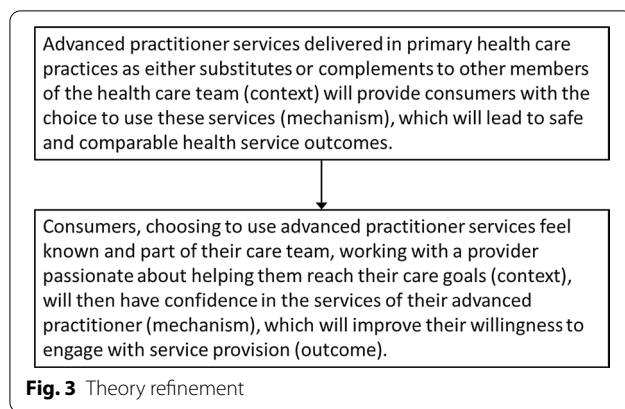 Advanced practitioner services delivered in primary health care
practices as either substitutes or complements to other members
of the health care team (context) will provide consumers with the
choice to use these services (mechanism), which will lead to safe
and comparable health service outcomes.
Consumers, choosing to use advanced practitioner services feel
known and part of their care team, working with a provider
passionate about helping them reach their care goals (context),
will then have confidence in the services of their advanced
practitioner (mechanism), which will improve their willingness to
engage with service provision (outcome).
Fig. 3 Theory refinement